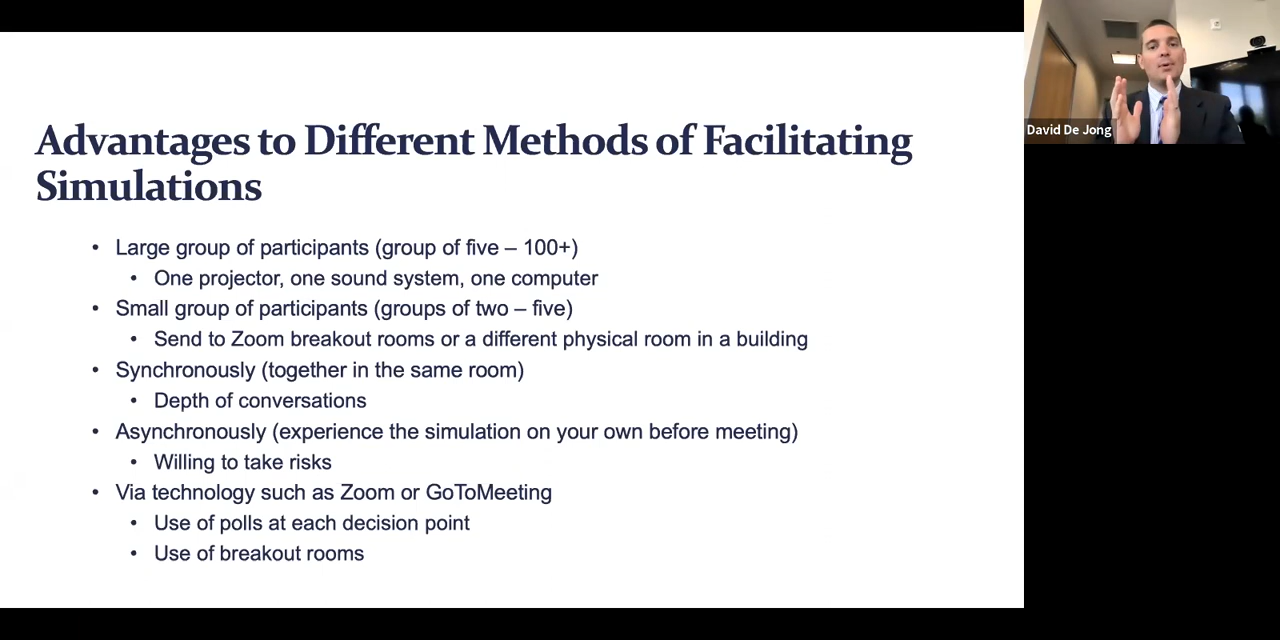 Advantages to Different Methods of Facilitating
Simulations
• Large group of participants (group of five – 100+)
• One projector, one sound system, one computer
• Small group of participants (groups of two – five)
• Send to Zoom breakout rooms or a different physical room in a building
• Synchronously (together in the same room)
• Depth of conversations
• Asynchronously (experience the simulation on your own before meeting)
• Willing to take risks
• Via technology such as Zoom or GoToMeeting
• Use of polls at each decision point
• Use of breakout rooms
David De Jong